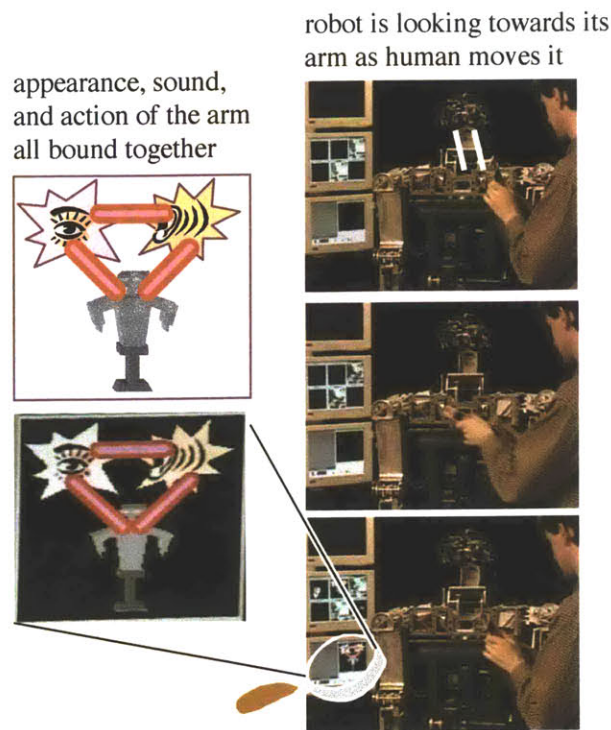 robot is looking towards its
arm as human moves it
appearance, sound,
and action of the arm
all bound together